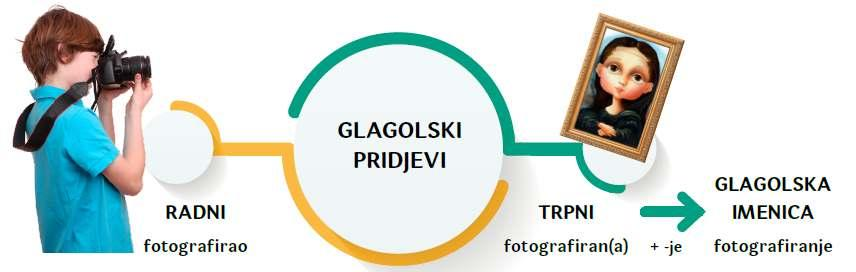 GLAGOLSKI
PRIDJEVI
RADNI
fotografirao
TRPNI
fotografiran(a)
+ -je
GLAGOLSKA
IMENICA
fotografiranje